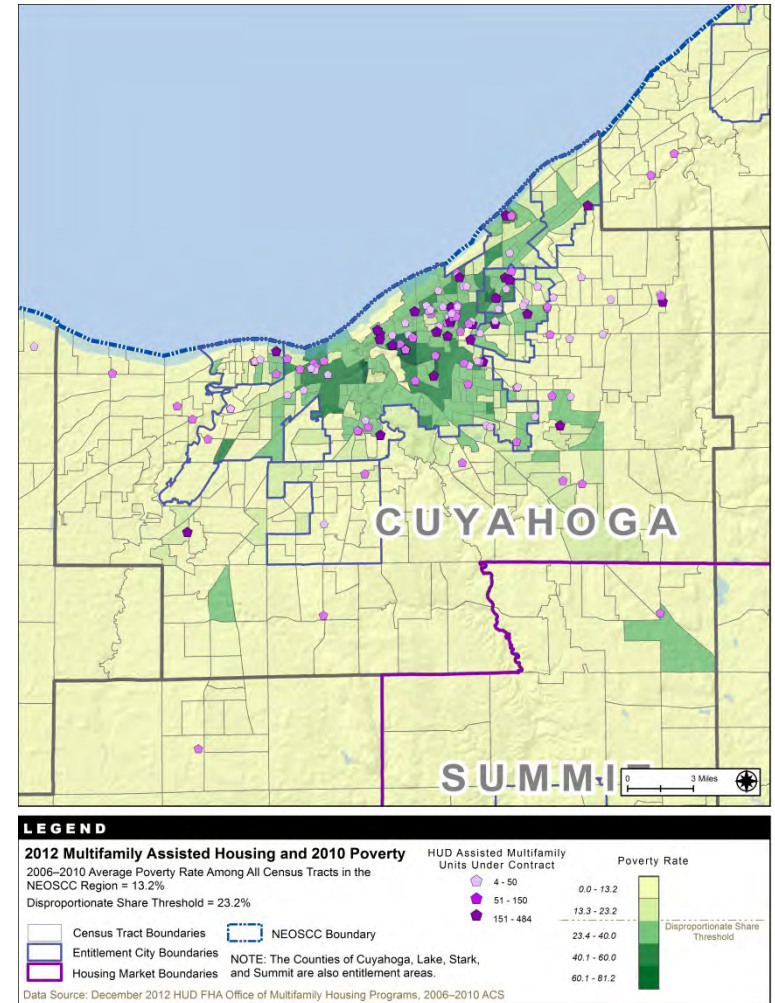 CUYAHOGA
SUMMIT
0 3 Miles
LEGEND
2012 Multifamily Assisted Housing and 2010 Poverty
2006–2010 Average Poverty Rate Among All Census Tracts in the
NEOSCC Region = 13.2%
Disproportionate Share Threshold = 23.2%
Census Tract Boundaries
NEOSCC Boundary
Entitlement City Boundaries
Housing Market Boundaries
NOTE: The Counties of Cuyahoga, Lake, Stark,
and Summit are also entitlement areas.
HUD Assisted Multifamily
Units Under Contract
4 - 50
51 - 150
151 - 484
Poverty Rate
0.0 - 13.2
13.3 - 23.2
Disproportionate Share
Threshold
23.4 - 40.0
40.1 - 60.0
60.1 - 81.2
Data Source: December 2012 HUD FHA Office of Multifamily Housing Programs, 2006–2010 ACS